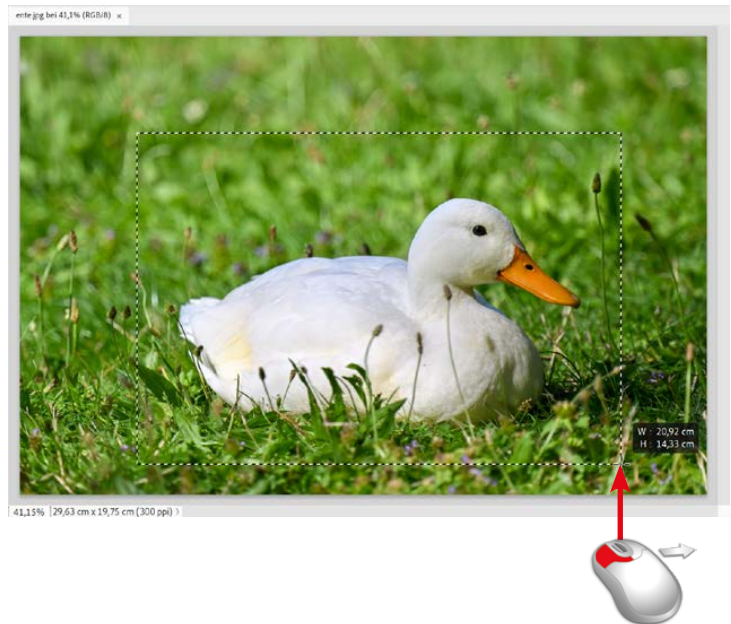 ente.jpg bei 41,1% (RGB/8) ×
W : 20,92 cm
H : 14,33 cm
41,15% 29,63 cm x 19,75 cm (300 ppi) >